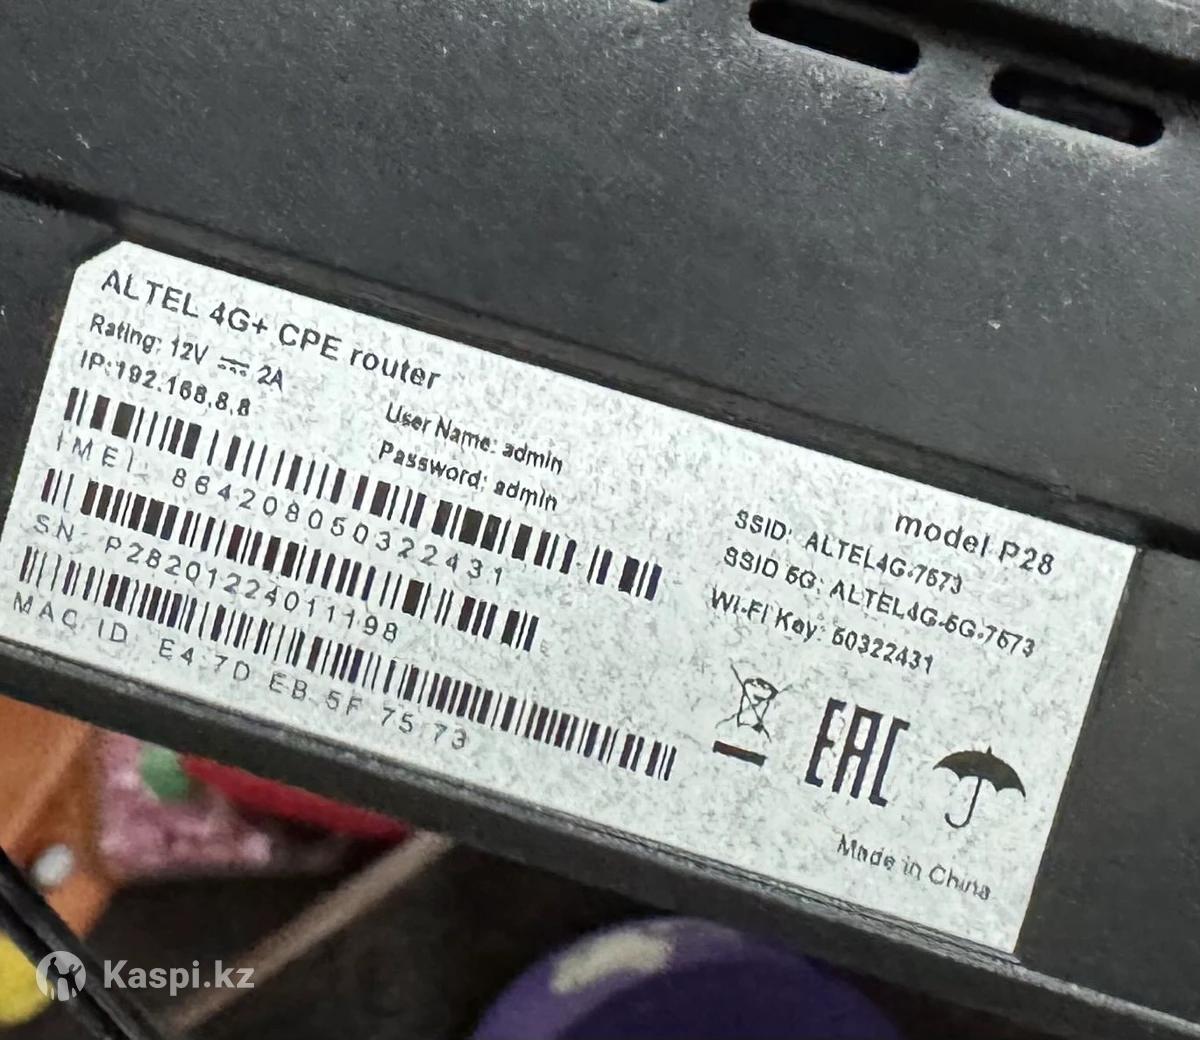 ALTEL 4G+ CPE router
Rating: 12V 2A
IP:192.168.8.8
User Name: admin
Password: admin
IMEI: 864208050322431
SN: P28201224011198
MAC ID E4 7D EB 5F 75 73
model P28
SSID: ALTEL4G-7573
SSID 5G: ALTEL4G-5G-7573
Wi-Fi Key: 50322431
EAC
Made in China
Kaspi.kz